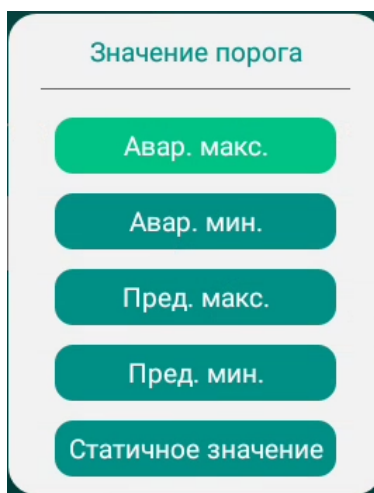 Значение порога
Авар. макс.
Авар. мин.
Пред. макс.
Пред. мин.
Статичное значение